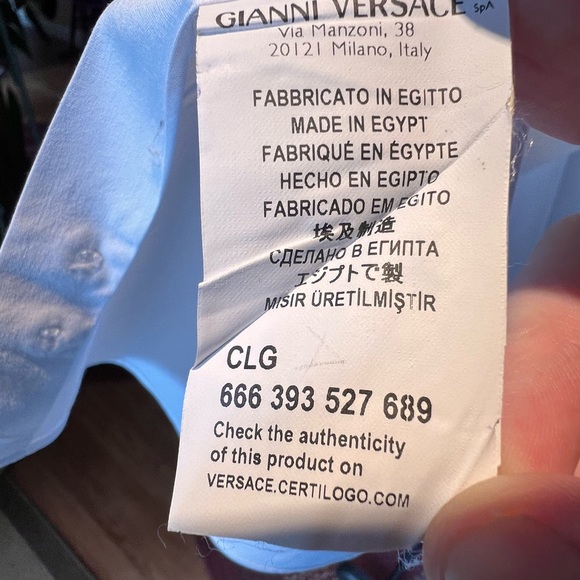 GIANNI VERSACE SpA
Via Manzoni, 38
20121 Milano, Italy
FABBRICATO IN EGITTO
MADE IN EGYPT
FABRIQUÉ EN ÉGYPTE
HECHO EN EGIPTO
FABRICADO EM EGITO
埃及制造
СДЕЛАНО В ЕГИПТА
エジプトで製
MISIR ÜRETİLMİŞTİR
CLG
666 393 527 689
Check the authenticity
of this product on
VERSACE.CERTILOGO.COM